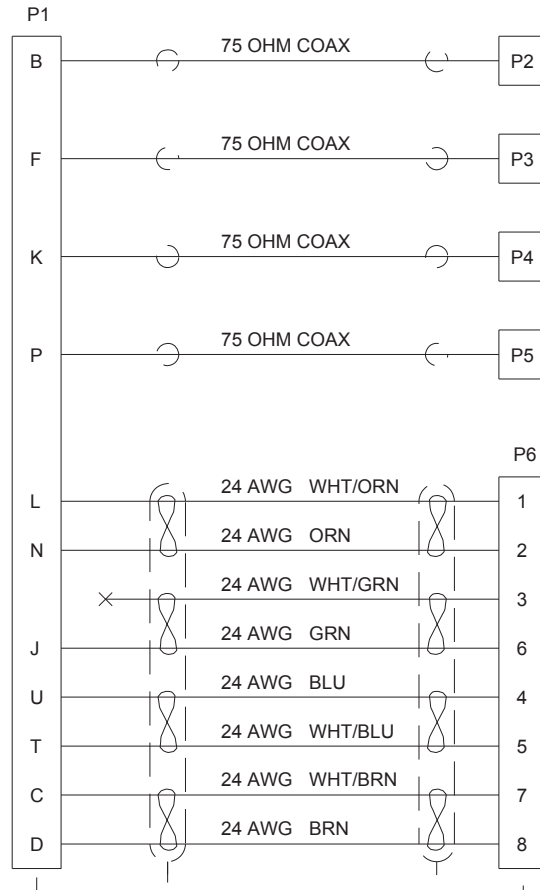 P1
B 75 OHM COAX P2
F 75 OHM COAX P3
K 75 OHM COAX P4
P 75 OHM COAX P5
P6
L 24 AWG WHT/ORN 1
N 24 AWG ORN 2
24 AWG WHT/GRN 3
J 24 AWG GRN 6
U 24 AWG BLU 4
T 24 AWG WHT/BLU 5
C 24 AWG WHT/BRN 7
D 24 AWG BRN 8